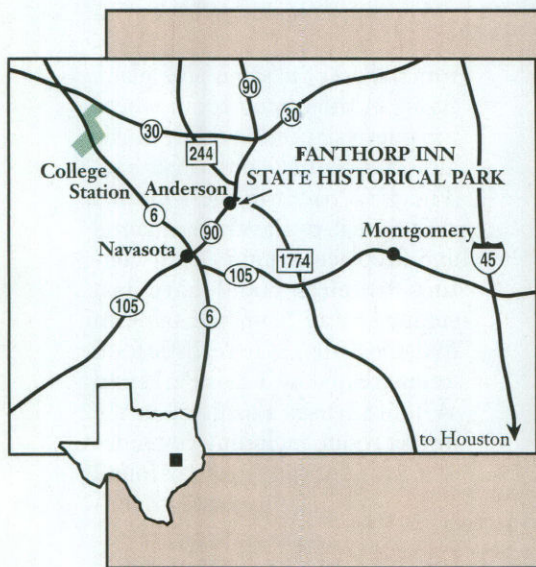 90
30
30
244
FANTHORP INN
STATE HISTORICAL PARK
College
Station
Anderson
6
90
Navasota
Montgomery
1774
105
45
105
6
to Houston